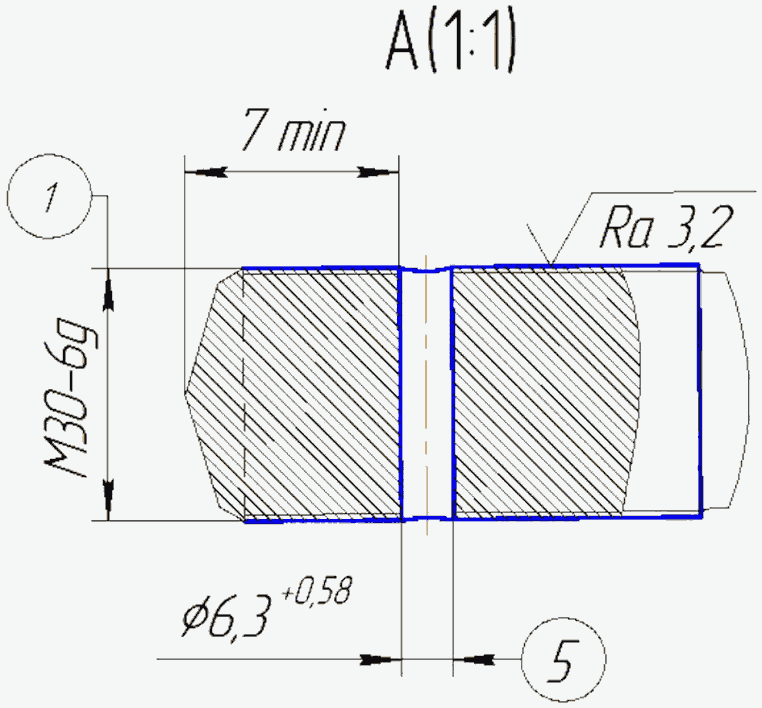 А(1:1)
7 min
1
Ra 3,2
M30-6g
⌀6,3 +0,58
5